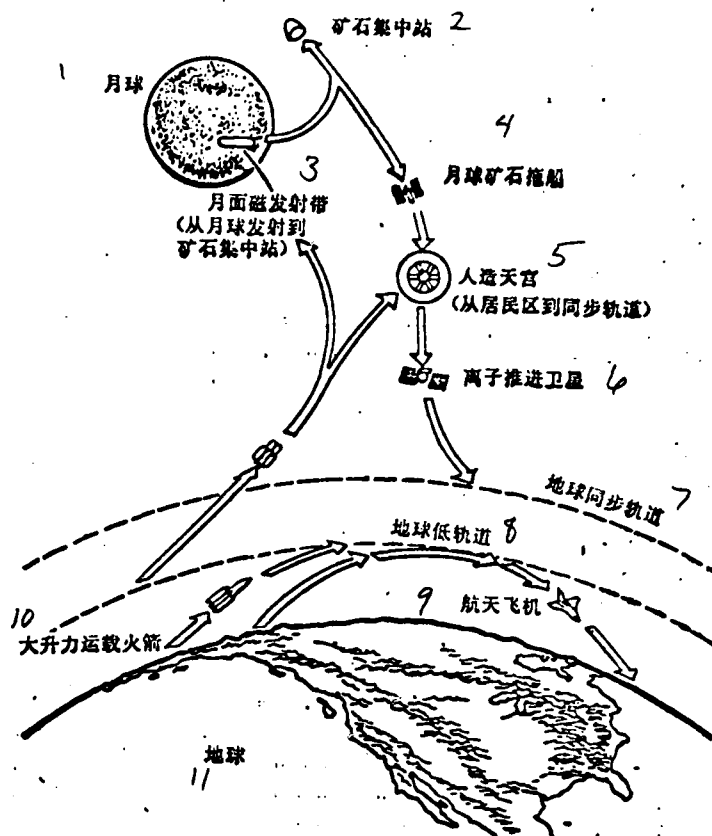 矿石集中站 2
1 月球
4
3 月球矿石拖船
月面磁发射带
(从月球发射到
矿石集中站)
5
人造天宫
(从居民区到同步轨道)
离子推进卫星 6
地球同步轨道 7
地球低轨道 8
9 航天飞机
10
大升力运载火箭
地球
11